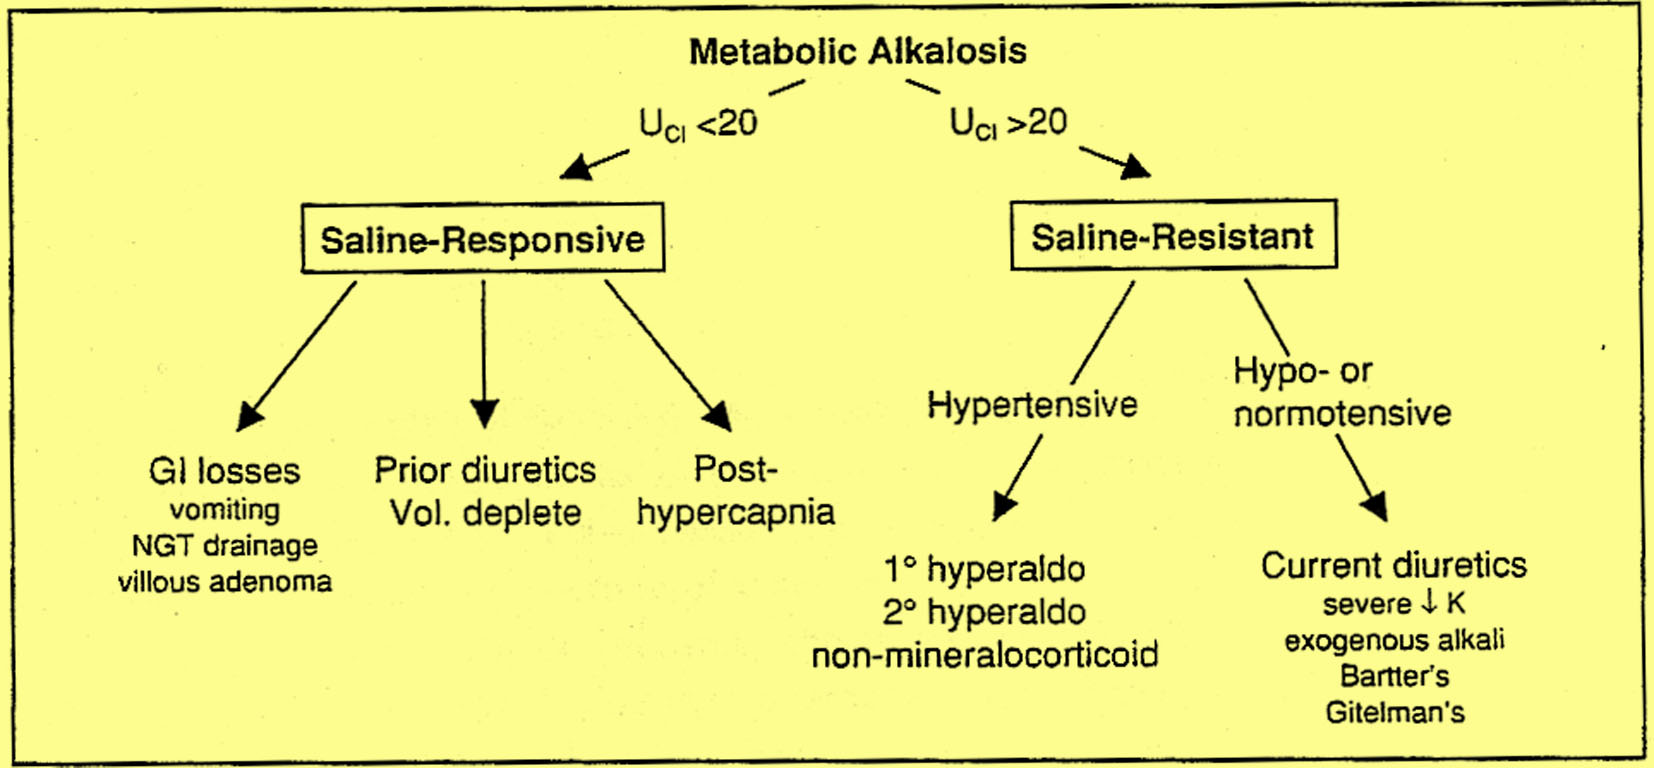 Metabolic Alkalosis
U_Cl <20
U_Cl >20
Saline-Responsive
Saline-Resistant
GI losses
vomiting
NGT drainage
villous adenoma
Prior diuretics
Vol. deplete
Post-
hypercapnia
Hypertensive
1° hyperaldo
2° hyperaldo
non-mineralocorticoid
Hypo- or
normotensive
Current diuretics
severe ↓ K
exogenous alkali
Bartter's
Gitelman's